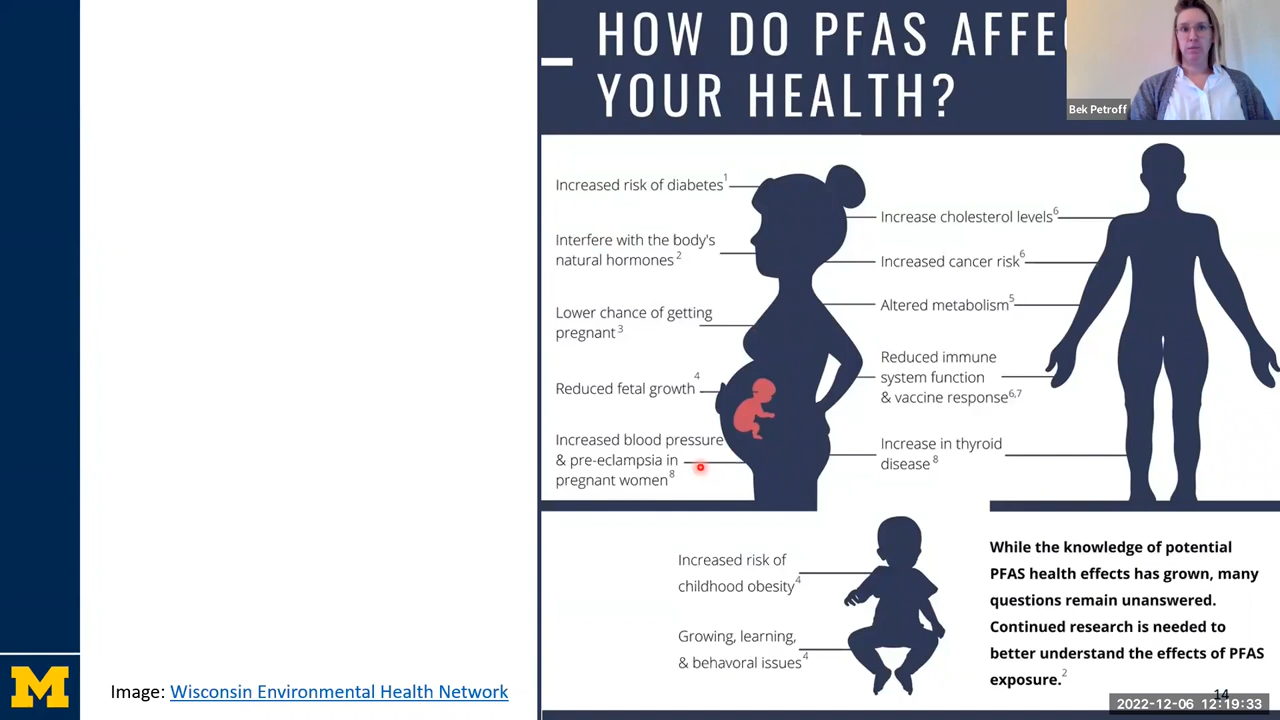 HOW DO PFAS AFFE
YOUR HEALTH?
Bek Petroff
Increased risk of diabetes1
Interfere with the body's
natural hormones2
Lower chance of getting
pregnant3
Reduced fetal growth4
Increased blood pressure
& pre-eclampsia in
pregnant women8
Increase cholesterol levels6
Increased cancer risk6
Altered metabolism5
Reduced immune
system function
& vaccine response6,7
Increase in thyroid
disease8
Increased risk of
childhood obesity4
Growing, learning,
& behavoral issues4
While the knowledge of potential
PFAS health effects has grown, many
questions remain unanswered.
Continued research is needed to
better understand the effects of PFAS
exposure.2
M
Image: Wisconsin Environmental Health Network
14
2022-12-06 12:19:33